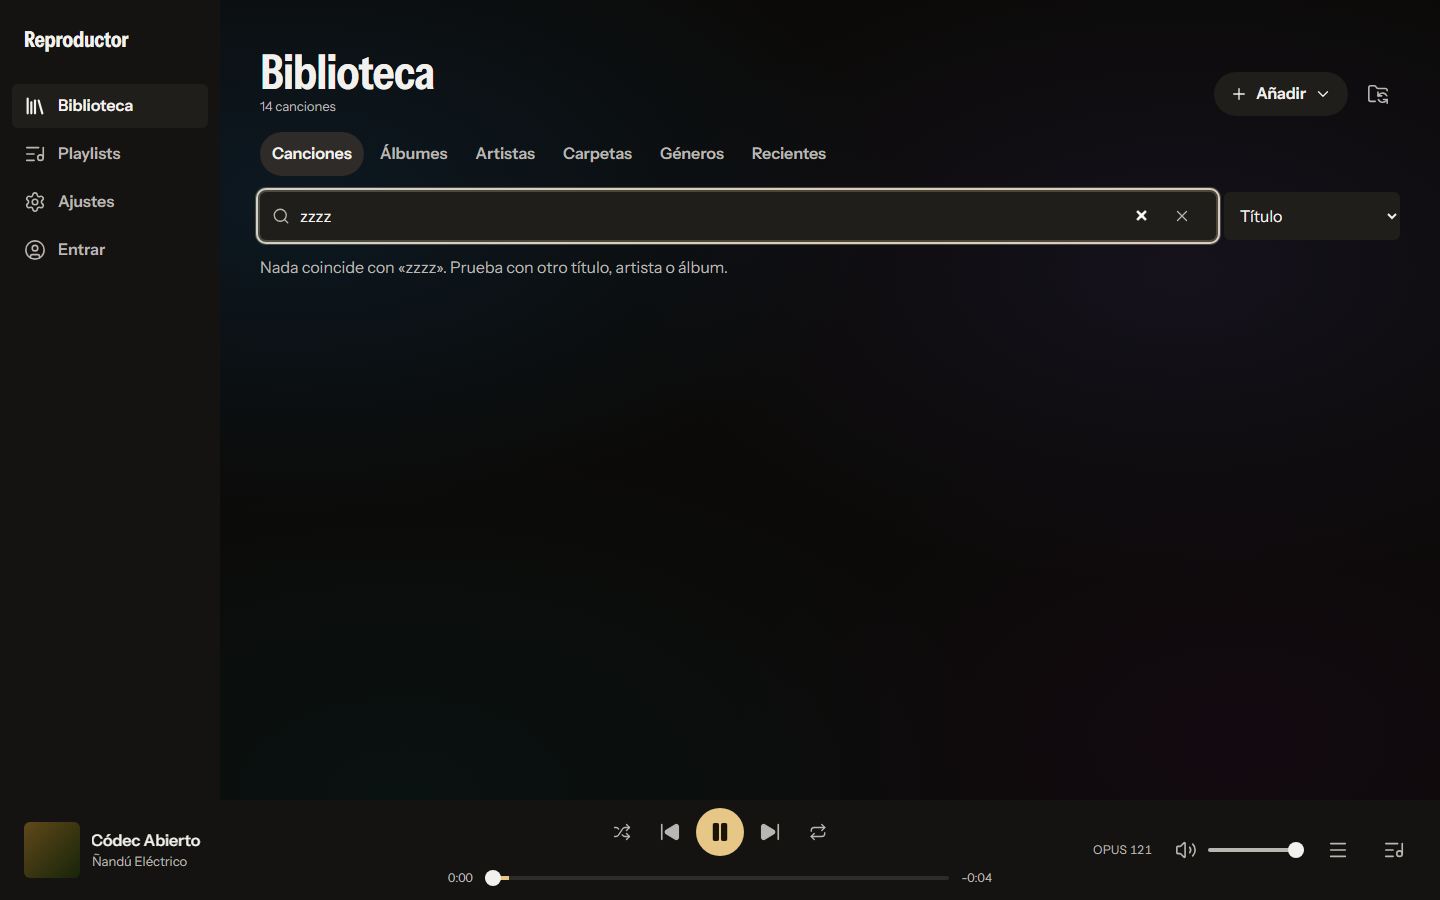 Reproductor
Biblioteca
Playlists
Ajustes
Entrar
Biblioteca
14 canciones
Añadir
Canciones
Álbumes
Artistas
Carpetas
Géneros
Recientes
zzzz
Título
Nada coincide con «zzzz». Prueba con otro título, artista o álbum.
Códec Abierto
Ñandú Eléctrico
0:00
-0:04
OPUS 121